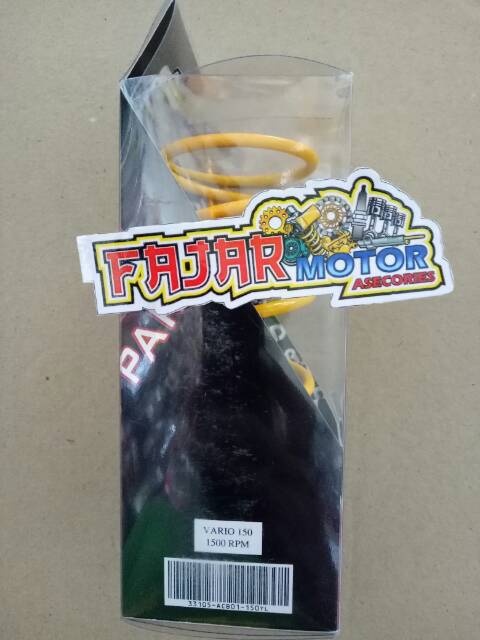 FAJAR MOTOR
ASECORIES
VARIO 150
1500 RPM
33105-ACB01-150YL